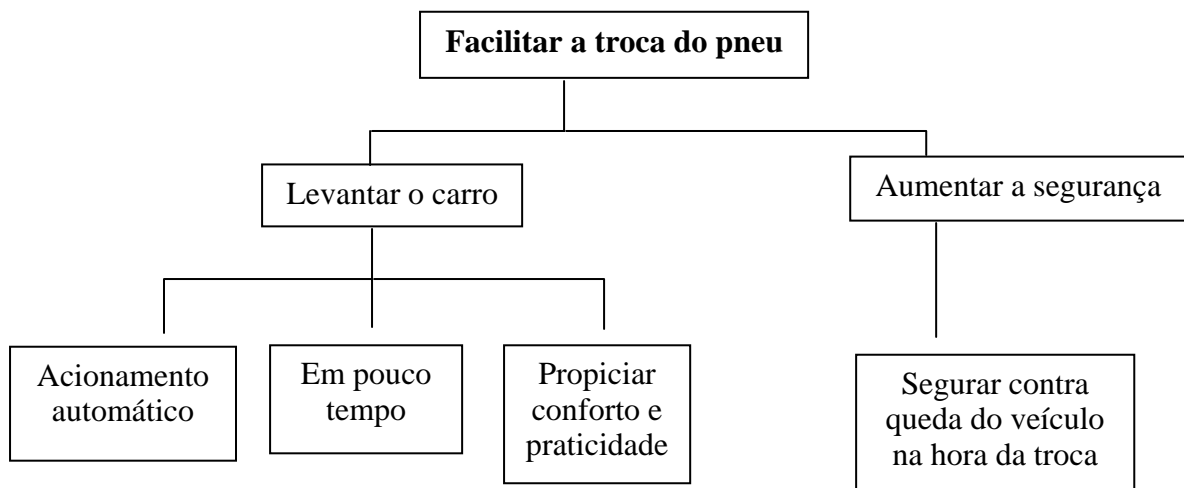 Facilitar a troca do pneu
Levantar o carro
Aumentar a segurança
Acionamento
automático
Em pouco
tempo
Propiciar
conforto e
praticidade
Segurar contra
queda do veículo
na hora da troca